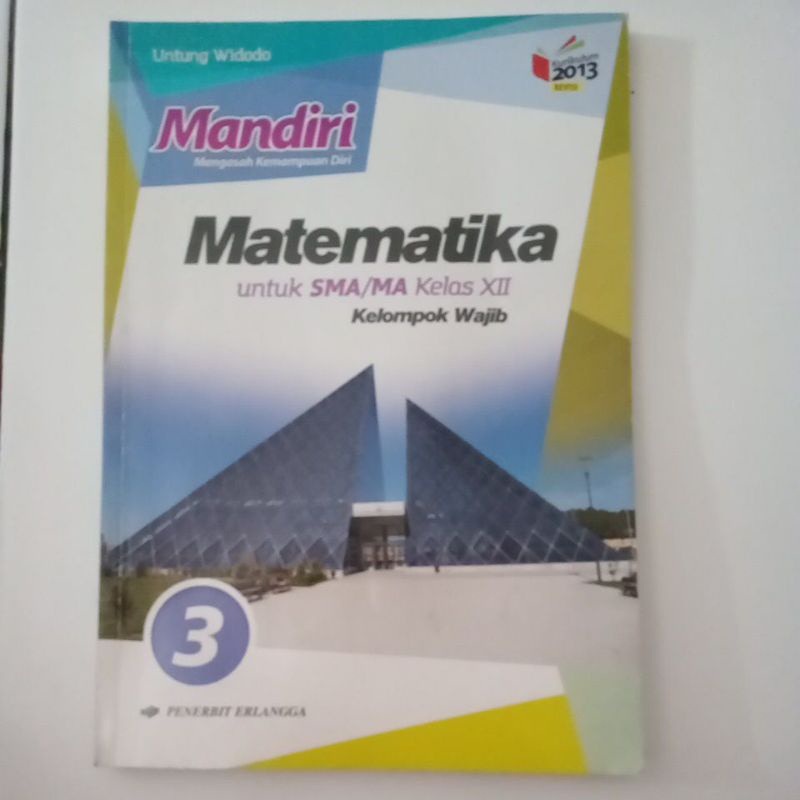 Untung Widodo
Kurikulum
2013
REVISI
Mandiri
Mengasah Kemampuan Diri
Matematika
untuk SMA/MA Kelas XII
Kelompok Wajib
3
PENERBIT ERLANGGA